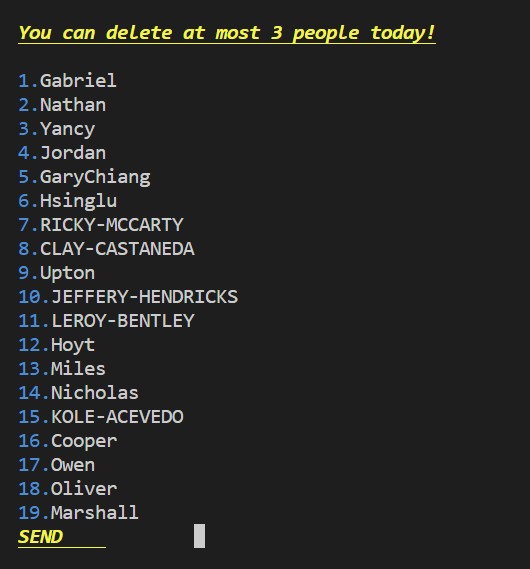 You can delete at most 3 people today!
1.Gabriel
2.Nathan
3.Yancy
4.Jordan
5.GaryChiang
6.Hsinglu
7.RICKY-MCCARTY
8.CLAY-CASTANEDA
9.Upton
10.JEFFERY-HENDRICKS
11.LEROY-BENTLEY
12.Hoyt
13.Miles
14.Nicholas
15.KOLE-ACEVEDO
16.Cooper
17.Owen
18.Oliver
19.Marshall
SEND